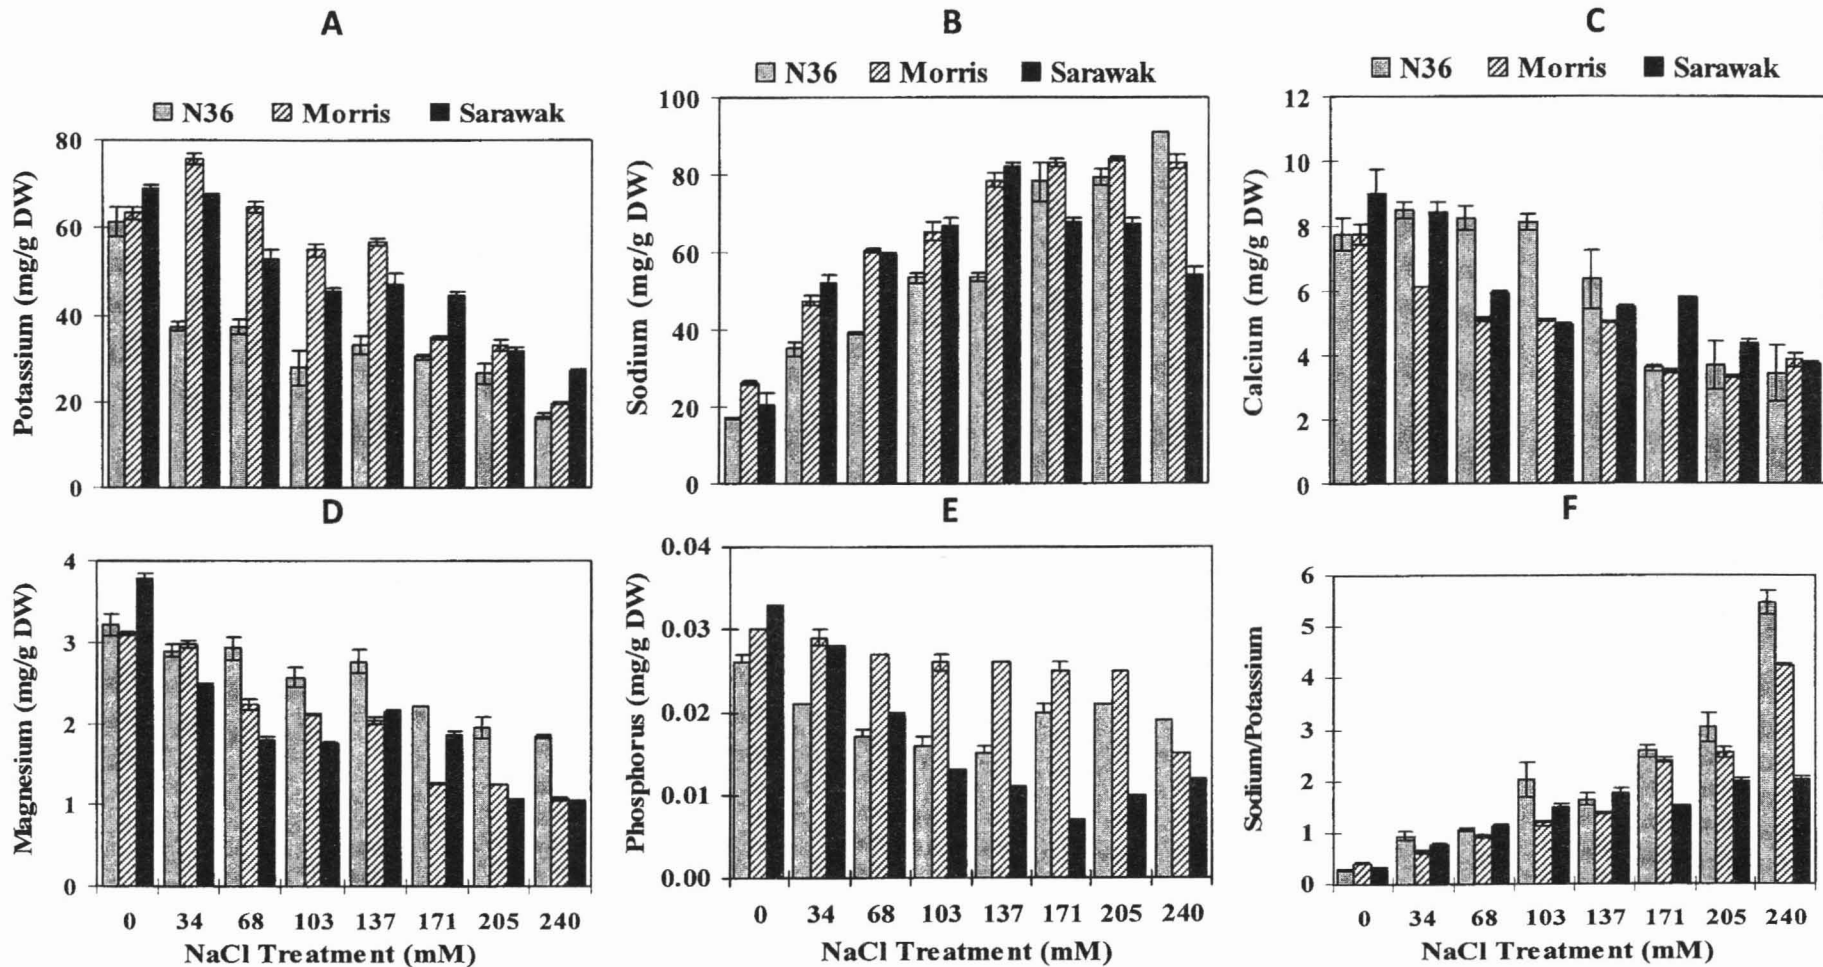 A
N36 Morris Sarawak
Potassium (mg/g DW)
80
60
40
20
0
B
N36 Morris Sarawak
Sodium (mg/g DW)
100
80
60
40
20
0
C
N36 Morris Sarawak
Calcium (mg/g DW)
12
10
8
6
4
2
0
D
Magnesium (mg/g DW)
4
3
2
1
0
0 34 68 103 137 171 205 240
NaCl Treatment (mM)
E
Phosphorus (mg/g DW)
0.04
0.03
0.02
0.01
0.00
0 34 68 103 137 171 205 240
NaCl Treatment (mM)
F
Sodium/Potassium
6
5
4
3
2
1
0
0 34 68 103 137 171 205 240
NaCl Treatment (mM)